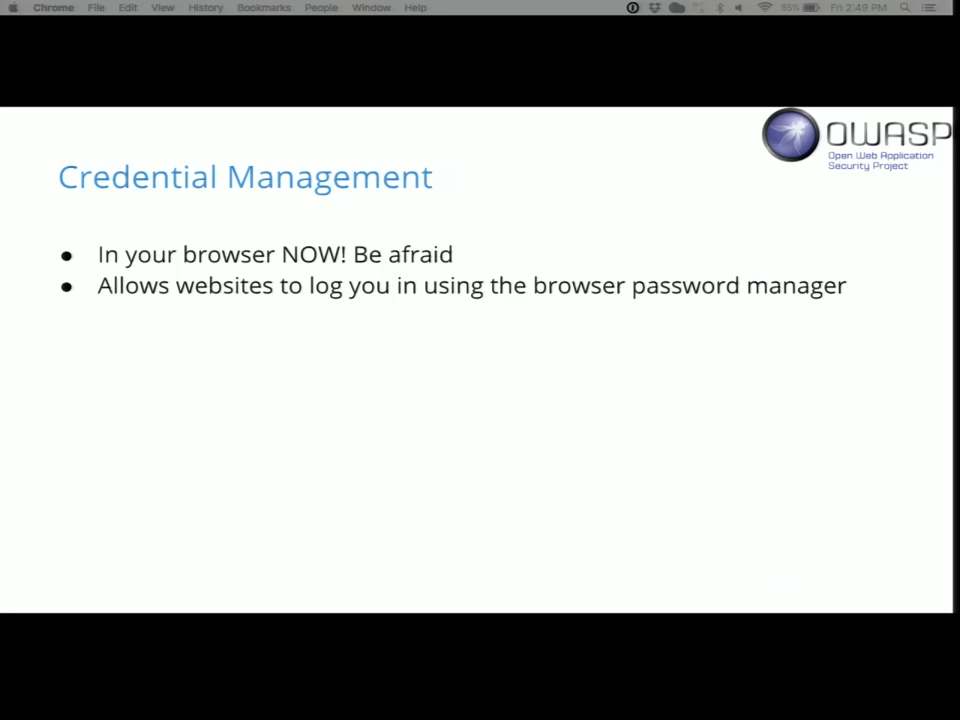 Chrome File Edit View History Bookmarks People Window Help 85% Fri 2:49 PM
OWASP
Open Web Application
Security Project
Credential Management
● In your browser NOW! Be afraid
● Allows websites to log you in using the browser password manager